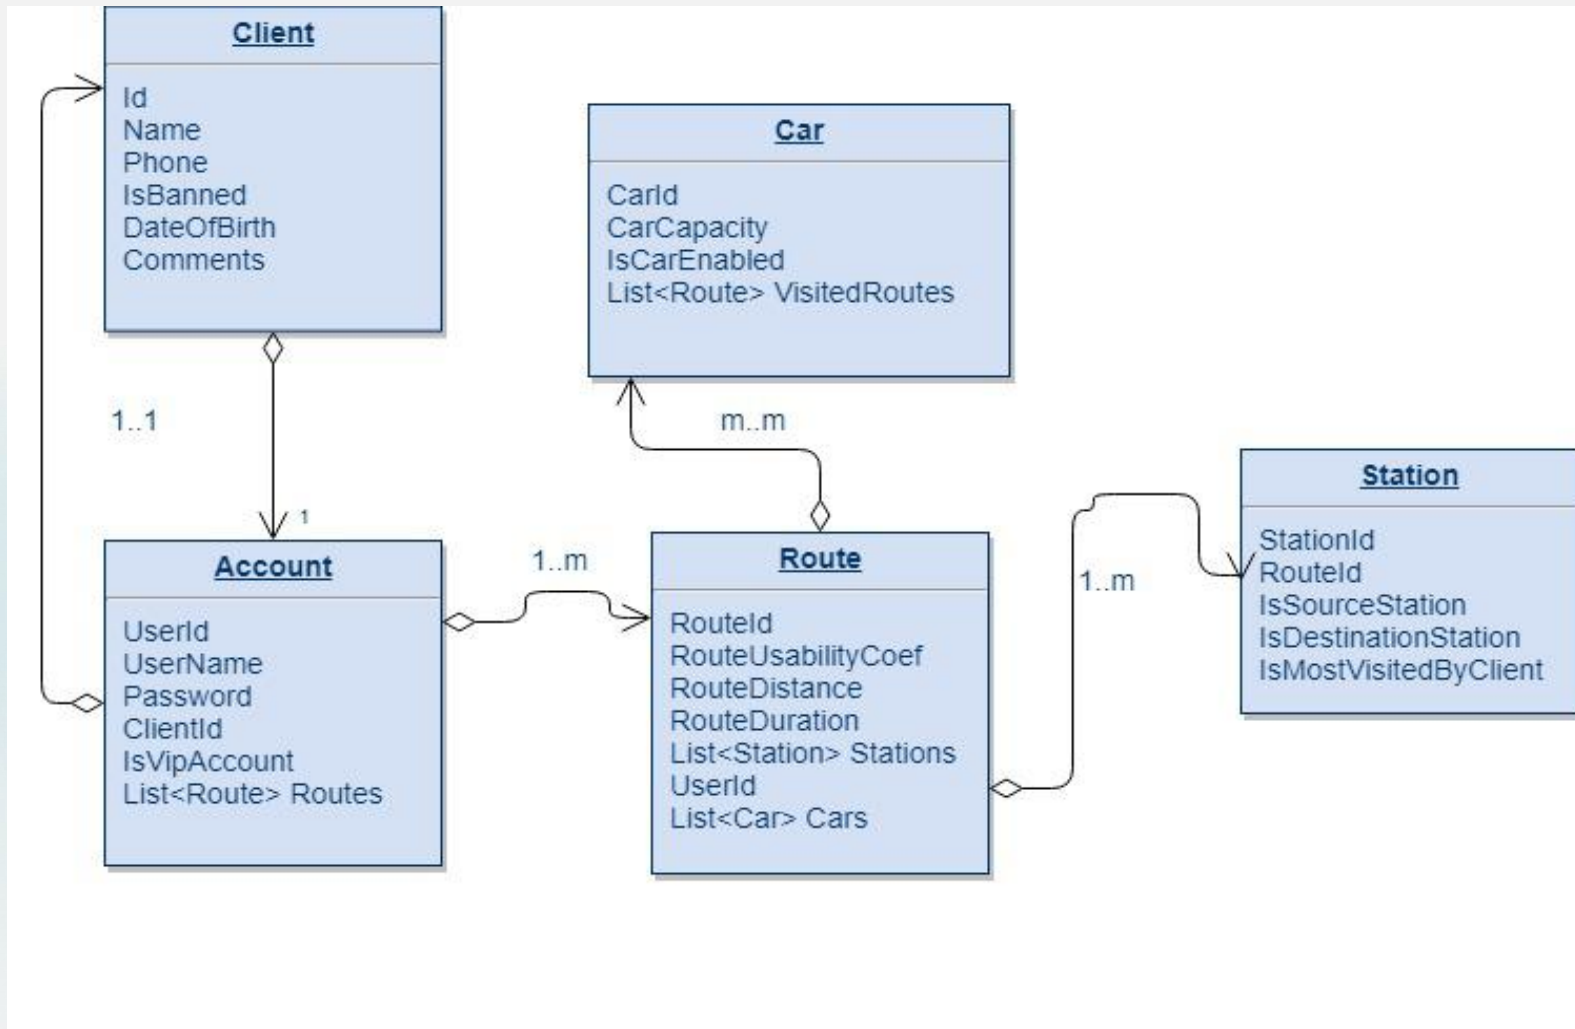 Client
Id
Name
Phone
IsBanned
DateOfBirth
Comments
Car
CarId
CarCapacity
IsCarEnabled
List<Route> VisitedRoutes
1..1
m..m
1
Account
UserId
UserName
Password
ClientId
IsVipAccount
List<Route> Routes
1..m
Route
RouteId
RouteUsabilityCoef
RouteDistance
RouteDuration
List<Station> Stations
UserId
List<Car> Cars
1..m
Station
StationId
RouteId
IsSourceStation
IsDestinationStation
IsMostVisitedByClient